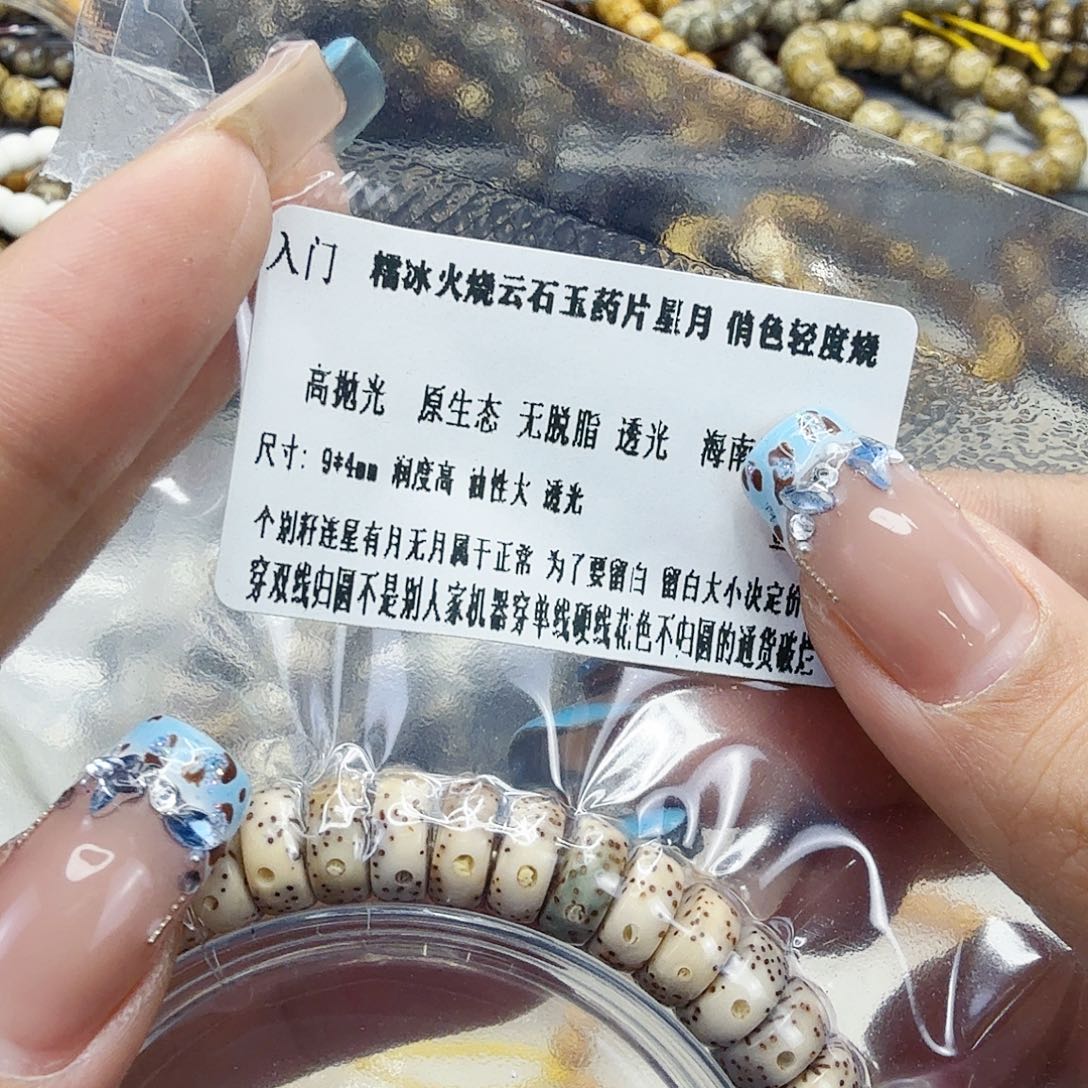 入门 糯冰火烧云石玉药片星月 俏色轻度烧
高抛光 原生态 无脱脂 透光 海南
尺寸: 9*4mm 润度高 油性大 透光
个别籽连星有月无月属于正常 为了要留白 留白大小决定价
穿双线归圆不是别人家机器穿单线硬线花色不归圆的通货破烂